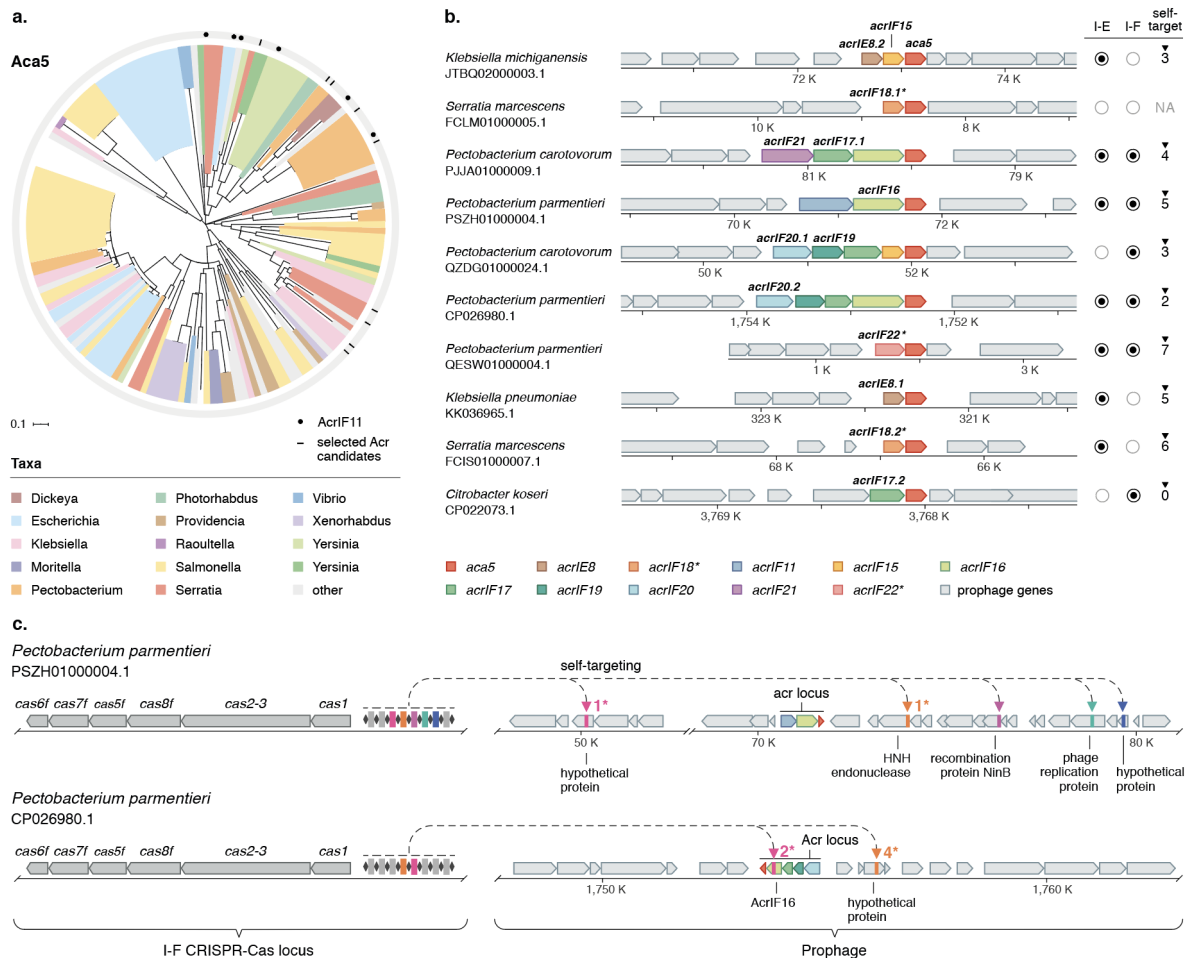 a.
Aca5
0.1
AcrIF11
selected Acr
candidates
Taxa
Dickeya
Escherichia
Klebsiella
Moritella
Pectobacterium
Photorhabdus
Providencia
Raoultella
Salmonella
Serratia
Vibrio
Xenorhabdus
Yersinia
Yersinia
other
b.
I-E
I-F
self-
target
acrIF15
acrIE8.2
aca5
Klebsiella michiganensis
JTBQ02000003.1
72 K
74 K
3
acrIF18.1*
Serratia marcescens
FCLM01000005.1
10 K
8 K
NA
acrIF21
acrIF17.1
Pectobacterium carotovorum
PJJA01000009.1
81 K
79 K
4
acrIF16
Pectobacterium parmentieri
PSZH01000004.1
70 K
72 K
5
acrIF20.1
acrIF19
Pectobacterium carotovorum
QZDG01000024.1
50 K
52 K
3
acrIF20.2
Pectobacterium parmentieri
CP026980.1
1,754 K
1,752 K
2
acrIF22*
Pectobacterium parmentieri
QESW01000004.1
1 K
3 K
7
acrIE8.1
Klebsiella pneumoniae
KK036965.1
323 K
321 K
5
acrIF18.2*
Serratia marcescens
FCIS01000007.1
68 K
66 K
6
acrIF17.2
Citrobacter koseri
CP022073.1
3,769 K
3,768 K
0
aca5
acrIE8
acrIF18*
acrIF11
acrIF15
acrIF16
acrIF17
acrIF19
acrIF20
acrIF21
acrIF22*
prophage genes
c.
Pectobacterium parmentieri
PSZH01000004.1
self-targeting
cas6f
cas7f
cas5f
cas8f
cas2-3
cas1
1*
acr locus
1*
50 K
70 K
80 K
hypothetical
protein
HNH
endonuclease
recombination
protein NinB
phage
replication
protein
hypothetical
protein
Pectobacterium parmentieri
CP026980.1
cas6f
cas7f
cas5f
cas8f
cas2-3
cas1
2*
Acr locus
4*
1,750 K
1,760 K
AcrIF16
hypothetical
protein
I-F CRISPR-Cas locus
Prophage